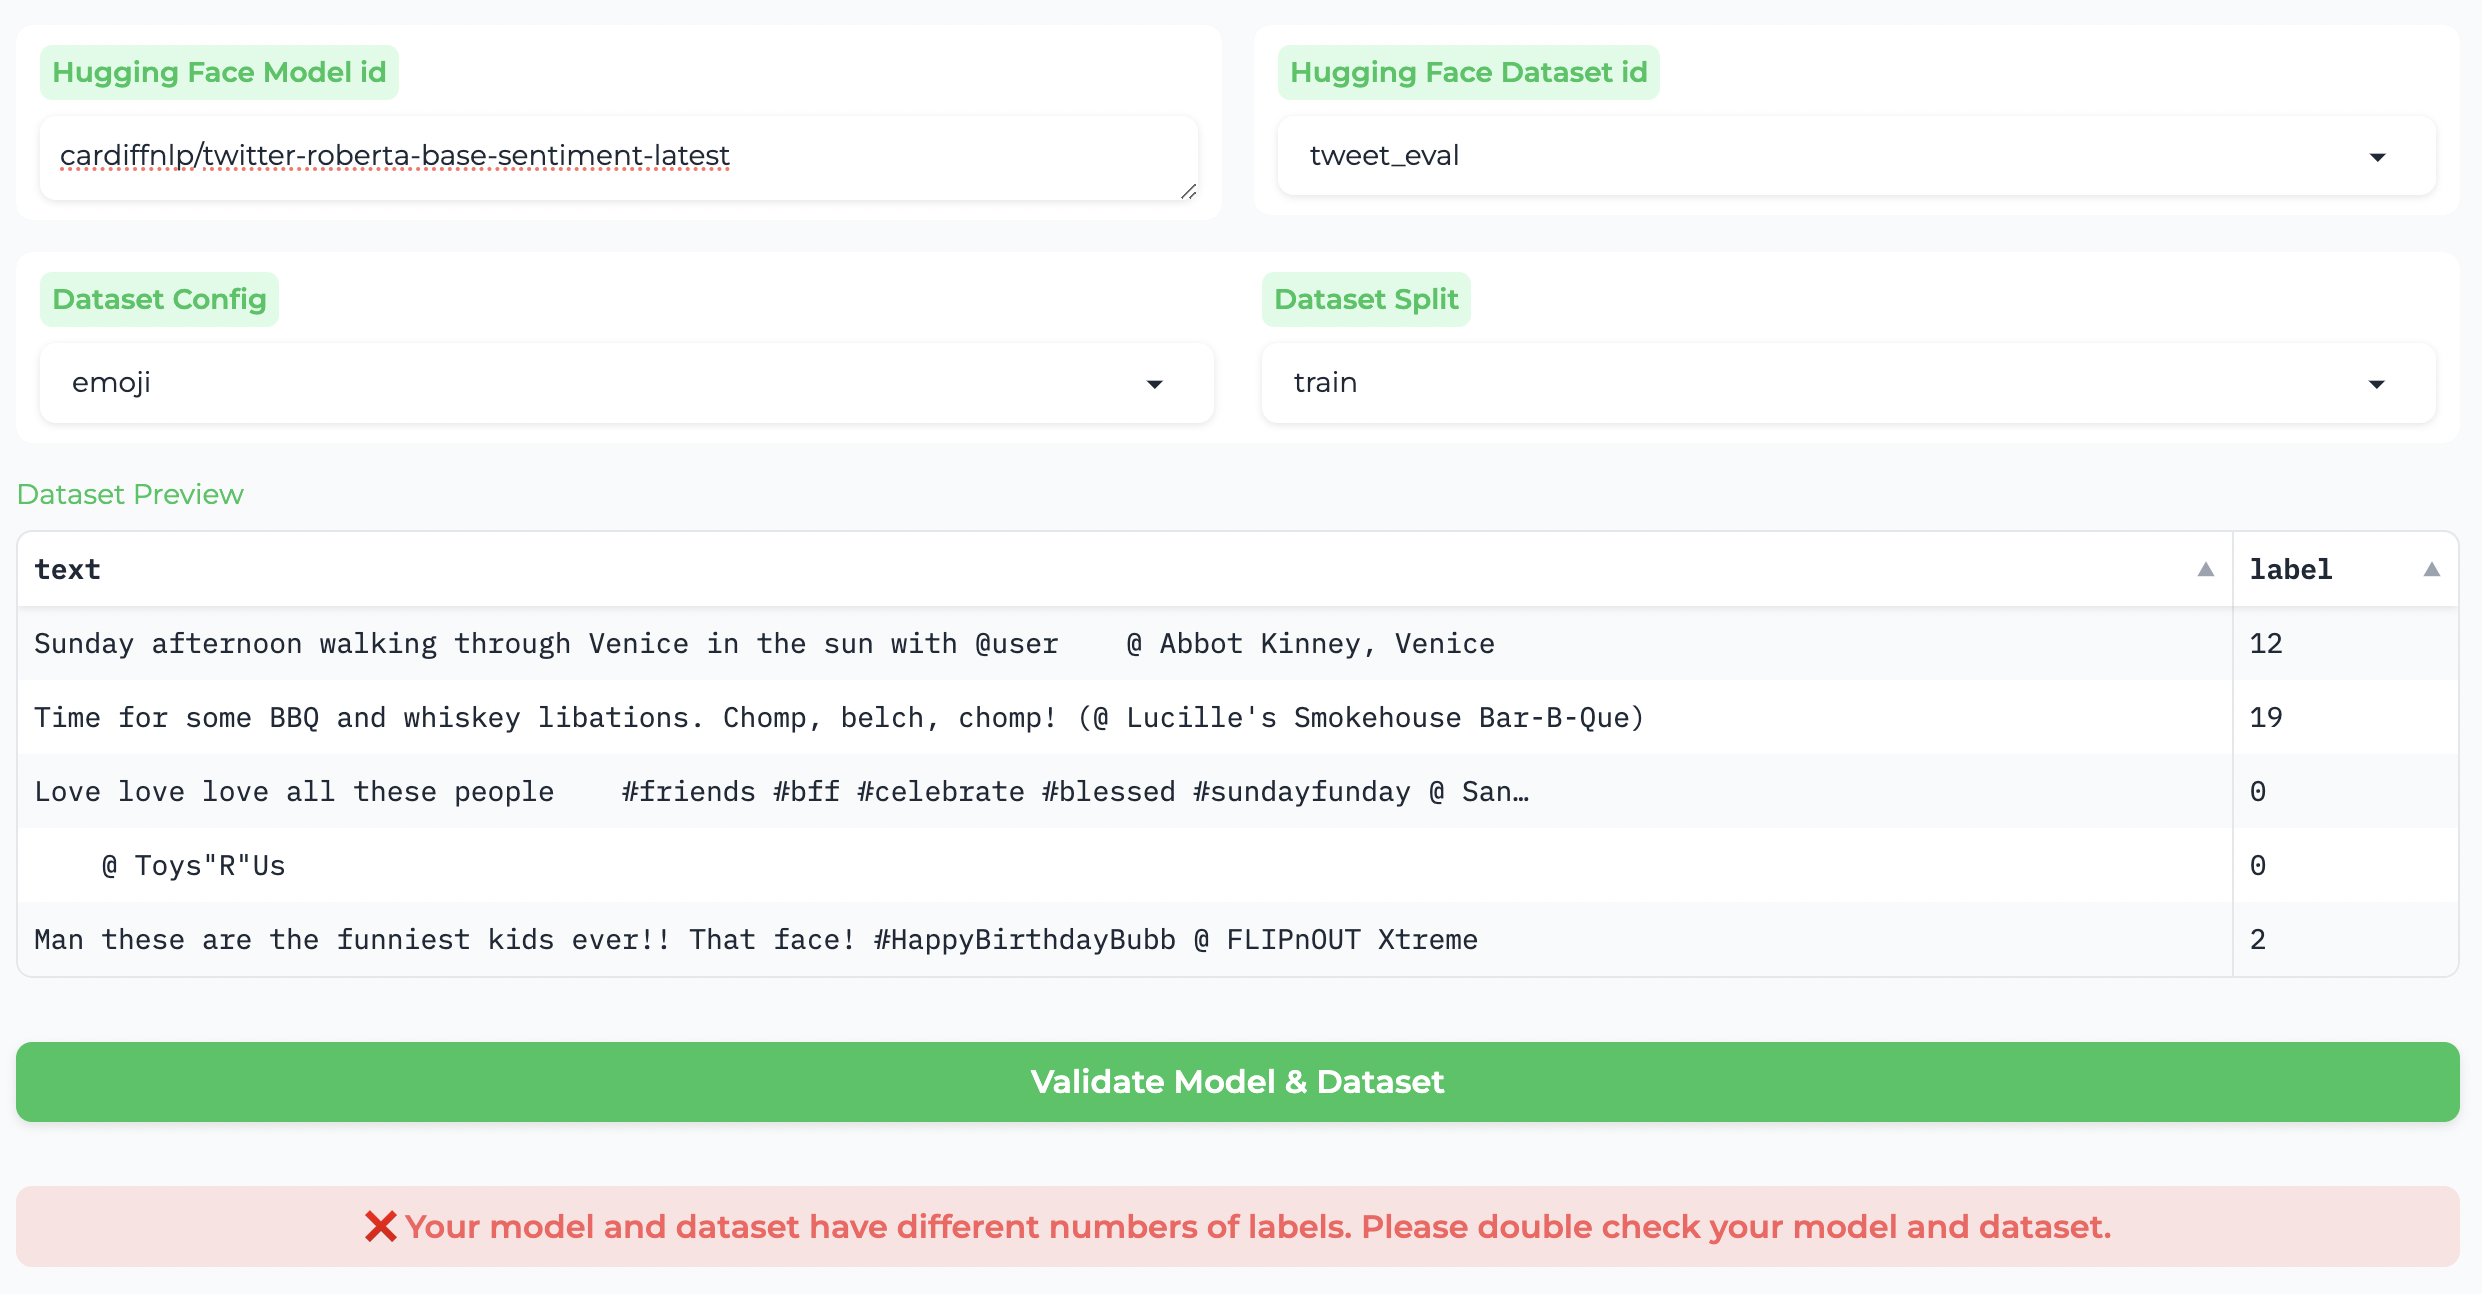 Hugging Face Model id
cardiffnlp/twitter-roberta-base-sentiment-latest
Hugging Face Dataset id
tweet_eval
Dataset Config
emoji
Dataset Split
train
Dataset Preview
text label
Sunday afternoon walking through Venice in the sun with @user    @ Abbot Kinney, Venice 12
Time for some BBQ and whiskey libations. Chomp, belch, chomp! (@ Lucille's Smokehouse Bar-B-Que) 19
Love love love all these people    #friends #bff #celebrate #blessed #sundayfunday @ San… 0
@ Toys"R"Us 0
Man these are the funniest kids ever!! That face! #HappyBirthdayBubb @ FLIPnOUT Xtreme 2
Validate Model & Dataset
❌ Your model and dataset have different numbers of labels. Please double check your model and dataset.